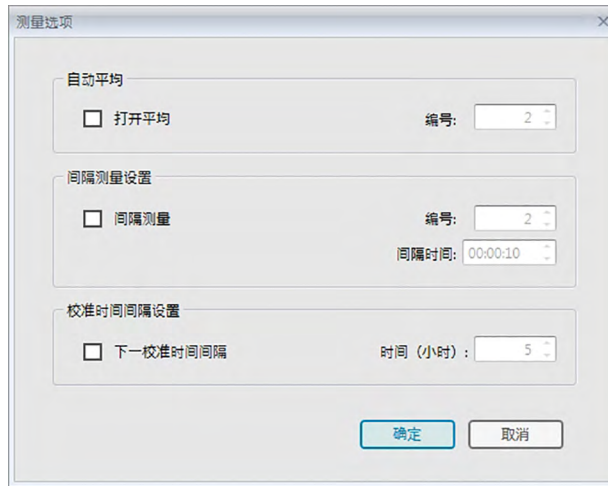 测量选项
自动平均
打开平均 编号: 2
间隔测量设置
间隔测量 编号: 2
间隔时间: 00:00:10
校准时间间隔设置
下一校准时间间隔 时间（小时）: 5
确定 取消